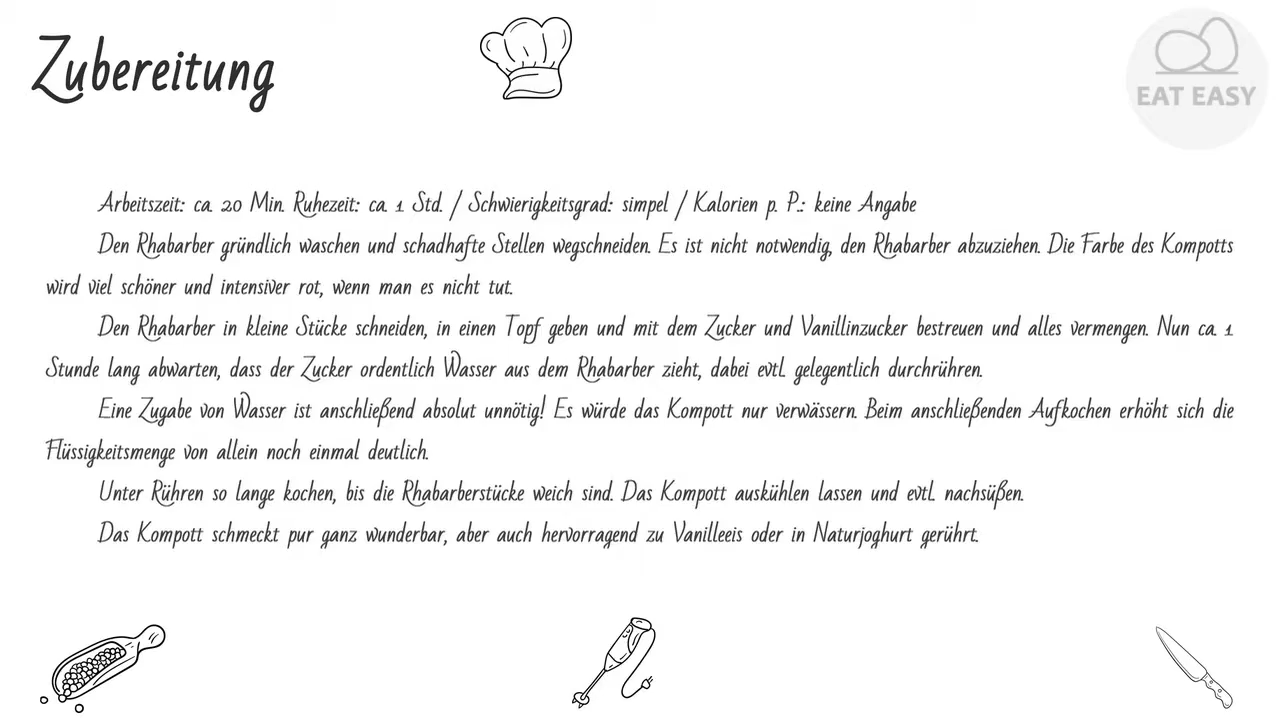 Zubereitung
EAT EASY
Arbeitszeit: ca. 20 Min. Ruhezeit: ca. 1 Std. / Schwierigkeitsgrad: simpel / Kalorien p. P.: keine Angabe
Den Rhabarber gründlich waschen und schadhafte Stellen wegschneiden. Es ist nicht notwendig, den Rhabarber abzuziehen. Die Farbe des Kompotts
wird viel schöner und intensiver rot, wenn man es nicht tut.
Den Rhabarber in kleine Stücke schneiden, in einen Topf geben und mit dem Zucker und Vanillinzucker bestreuen und alles vermengen. Nun ca. 1
Stunde lang abwarten, dass der Zucker ordentlich Wasser aus dem Rhabarber zieht, dabei evtl. gelegentlich durchrühren.
Eine Zugabe von Wasser ist anschließend absolut unnötig! Es würde das Kompott nur verwässern. Beim anschließenden Aufkochen erhöht sich die
Flüssigkeitsmenge von allein noch einmal deutlich.
Unter Rühren so lange kochen, bis die Rhabarberstücke weich sind. Das Kompott auskühlen lassen und evtl. nachsüßen.
Das Kompott schmeckt pur ganz wunderbar, aber auch hervorragend zu Vanilleeis oder in Naturjoghurt gerührt.